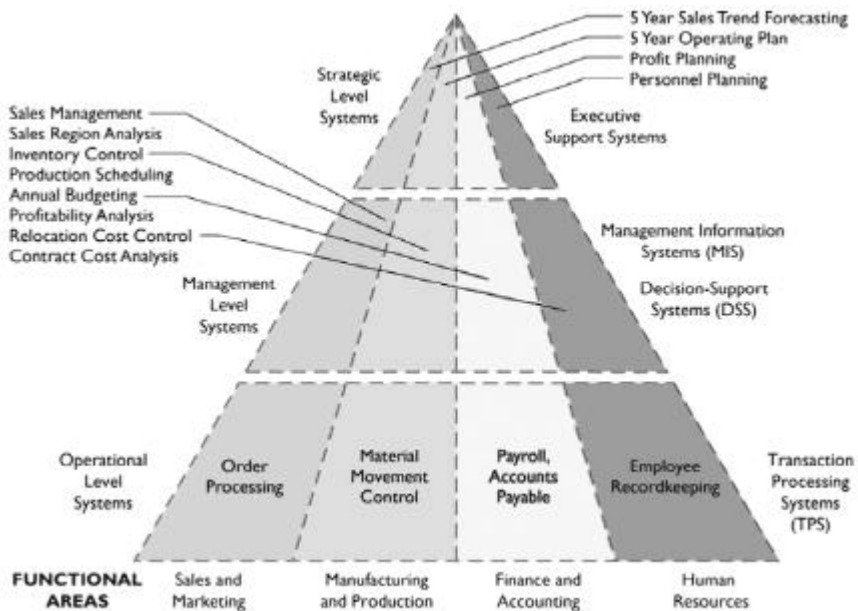 5 Year Sales Trend Forecasting
5 Year Operating Plan
Profit Planning
Personnel Planning
Strategic
Level
Systems
Executive
Support Systems
Sales Management
Sales Region Analysis
Inventory Control
Production Scheduling
Annual Budgeting
Profitability Analysis
Relocation Cost Control
Contract Cost Analysis
Management
Level
Systems
Management Information
Systems (MIS)
Decision-Support
Systems (DSS)
Operational
Level
Systems
Order
Processing
Material
Movement
Control
Payroll,
Accounts
Payable
Employee
Recordkeeping
Transaction
Processing
Systems
(TPS)
FUNCTIONAL
AREAS
Sales and
Marketing
Manufacturing
and Production
Finance and
Accounting
Human
Resources